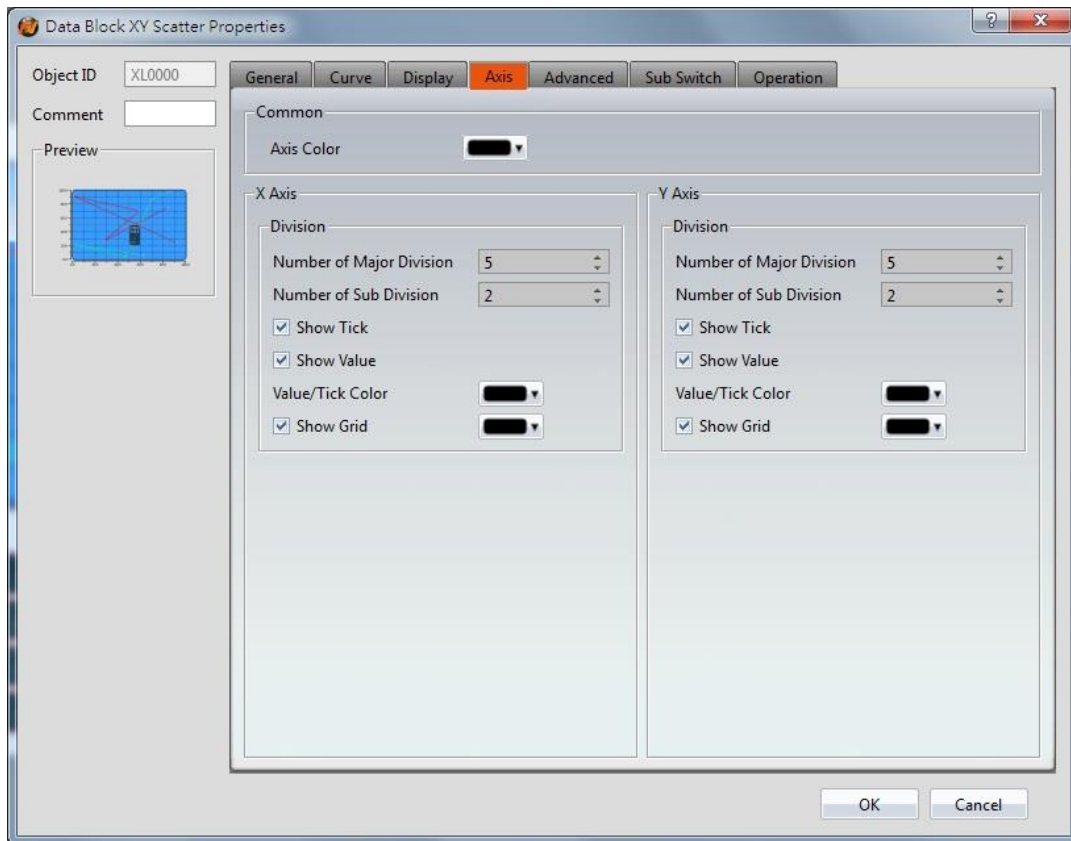 Data Block XY Scatter Properties
Object ID XL0000
Comment
Preview
General Curve Display Axis Advanced Sub Switch Operation
Common
Axis Color
X Axis
Division
Number of Major Division 5
Number of Sub Division 2
Show Tick
Show Value
Value/Tick Color
Show Grid
Y Axis
Division
Number of Major Division 5
Number of Sub Division 2
Show Tick
Show Value
Value/Tick Color
Show Grid
OK Cancel